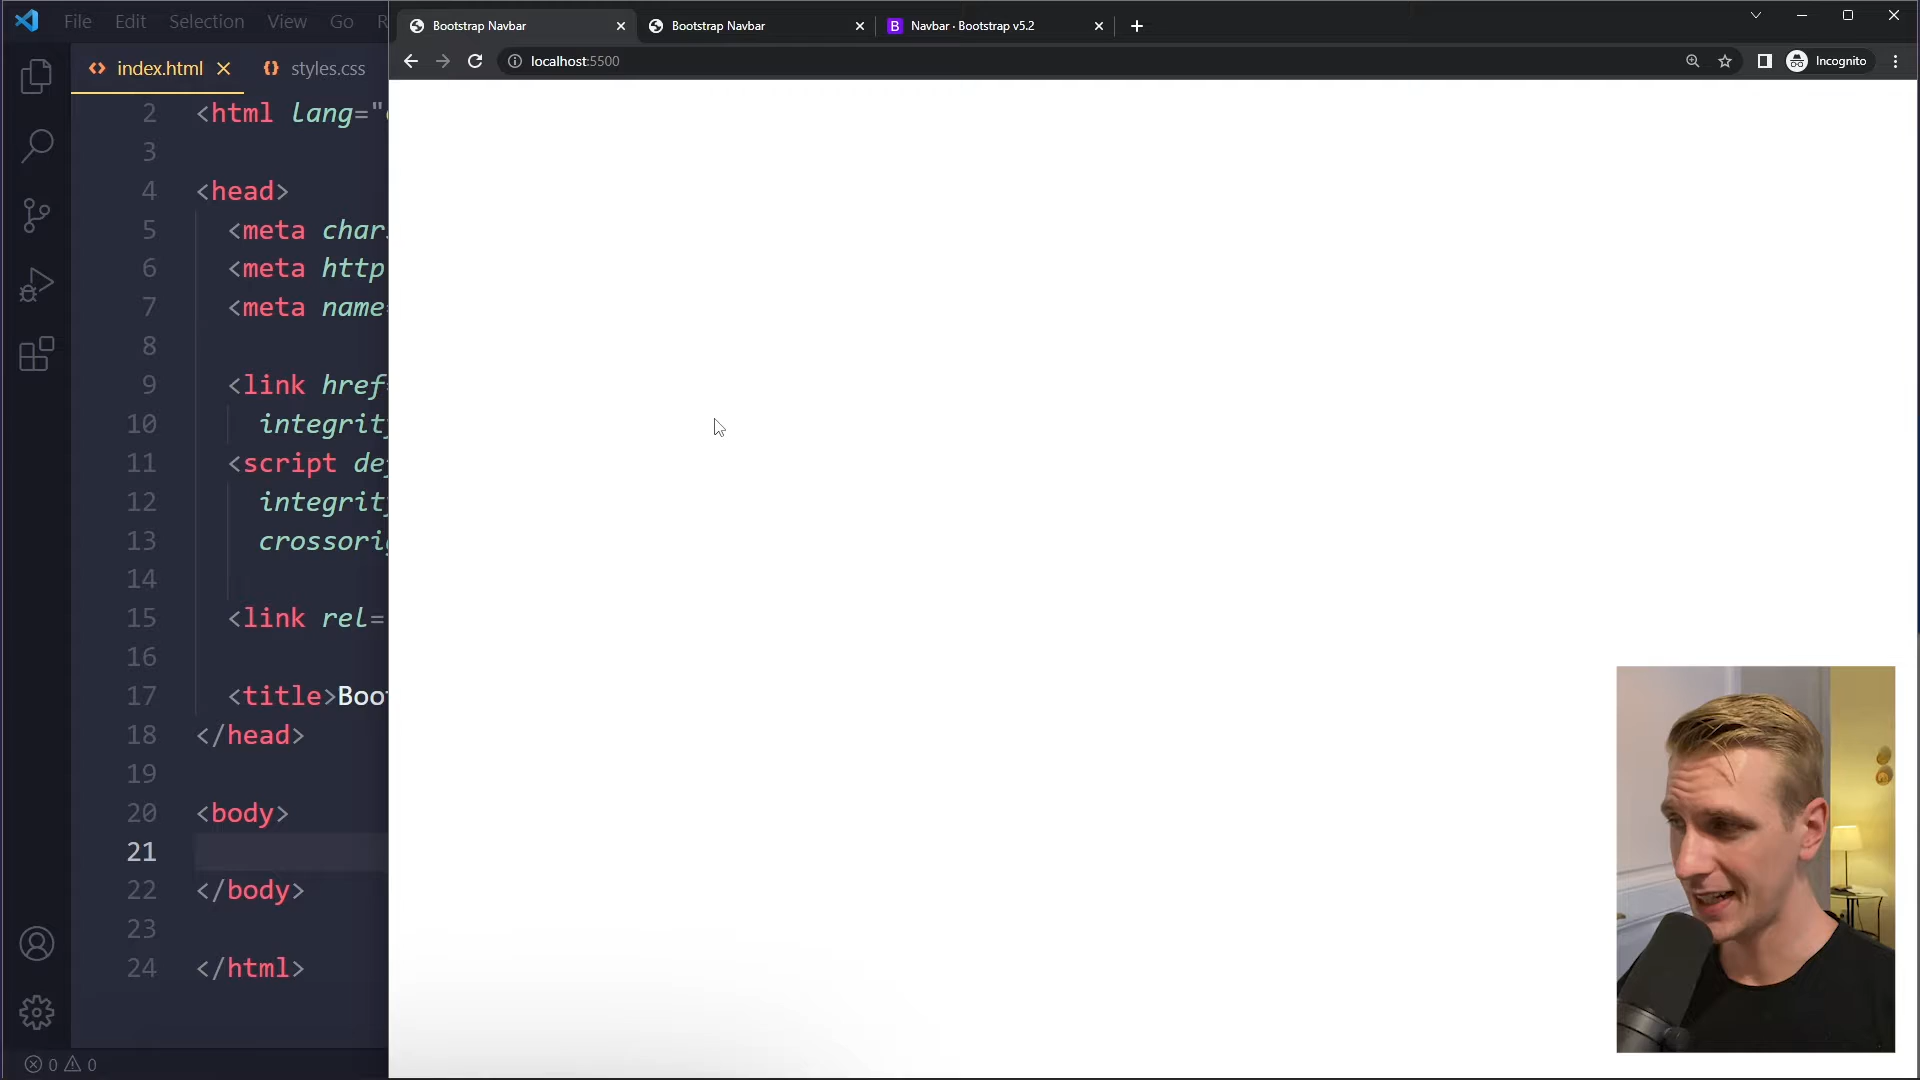 File Edit Selection View Go R
Bootstrap Navbar
Bootstrap Navbar
B Navbar · Bootstrap v5.2
localhost:5500
Incognito
index.html
styles.css
2 <html lang="
3
4 <head>
5 <meta char
6 <meta http
7 <meta name
8
9 <link href
10 integrit
11 <script de
12 integrit
13 crossori
14
15 <link rel=
16
17 <title>Boo
18 </head>
19
20 <body>
21
22 </body>
23
24 </html>
0 0